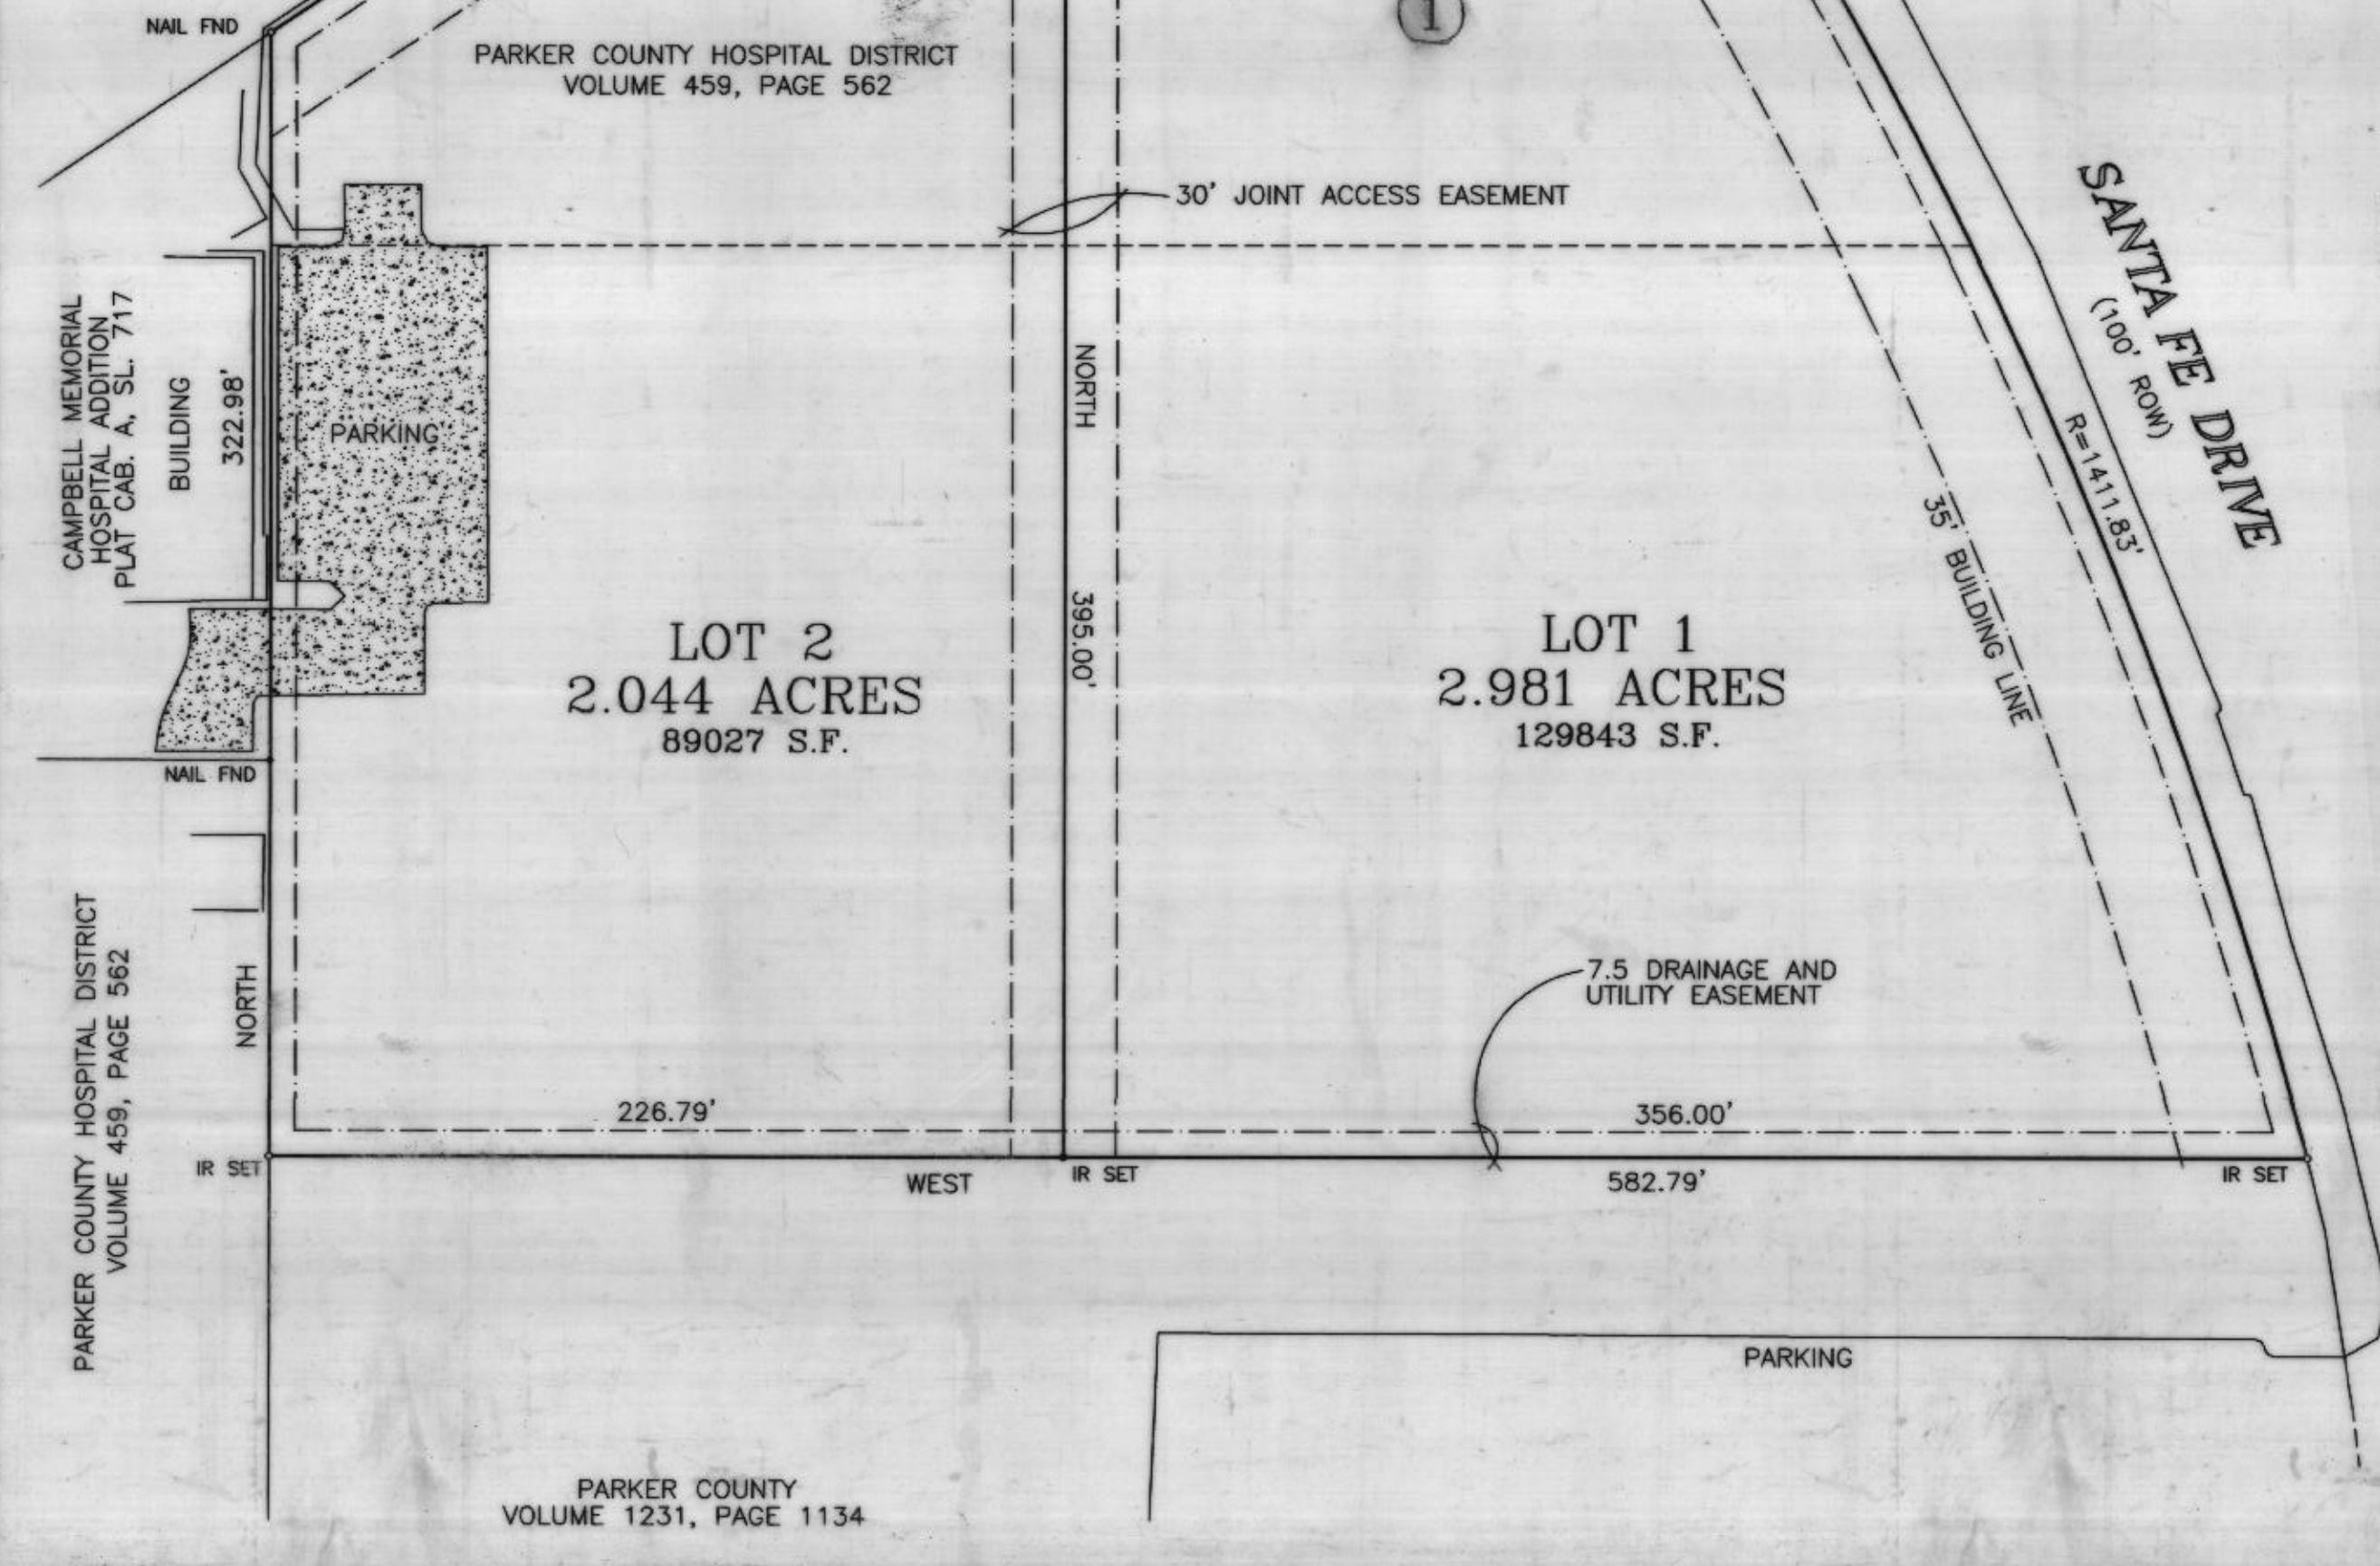 NAIL FND
PARKER COUNTY HOSPITAL DISTRICT
VOLUME 459, PAGE 562
1
30' JOINT ACCESS EASEMENT
SANTA FE DRIVE
(100' ROW)
R=1411.83'
35' BUILDING LINE
CAMPBELL MEMORIAL
HOSPITAL ADDITION
PLAT CAB. A, SL. 717
BUILDING
322.98'
PARKING
NORTH
395.00'
LOT 2
2.044 ACRES
89027 S.F.
LOT 1
2.981 ACRES
129843 S.F.
NAIL FND
PARKER COUNTY HOSPITAL DISTRICT
VOLUME 459, PAGE 562
NORTH
7.5 DRAINAGE AND
UTILITY EASEMENT
226.79'
356.00'
IR SET
WEST
IR SET
582.79'
IR SET
PARKING
PARKER COUNTY
VOLUME 1231, PAGE 1134